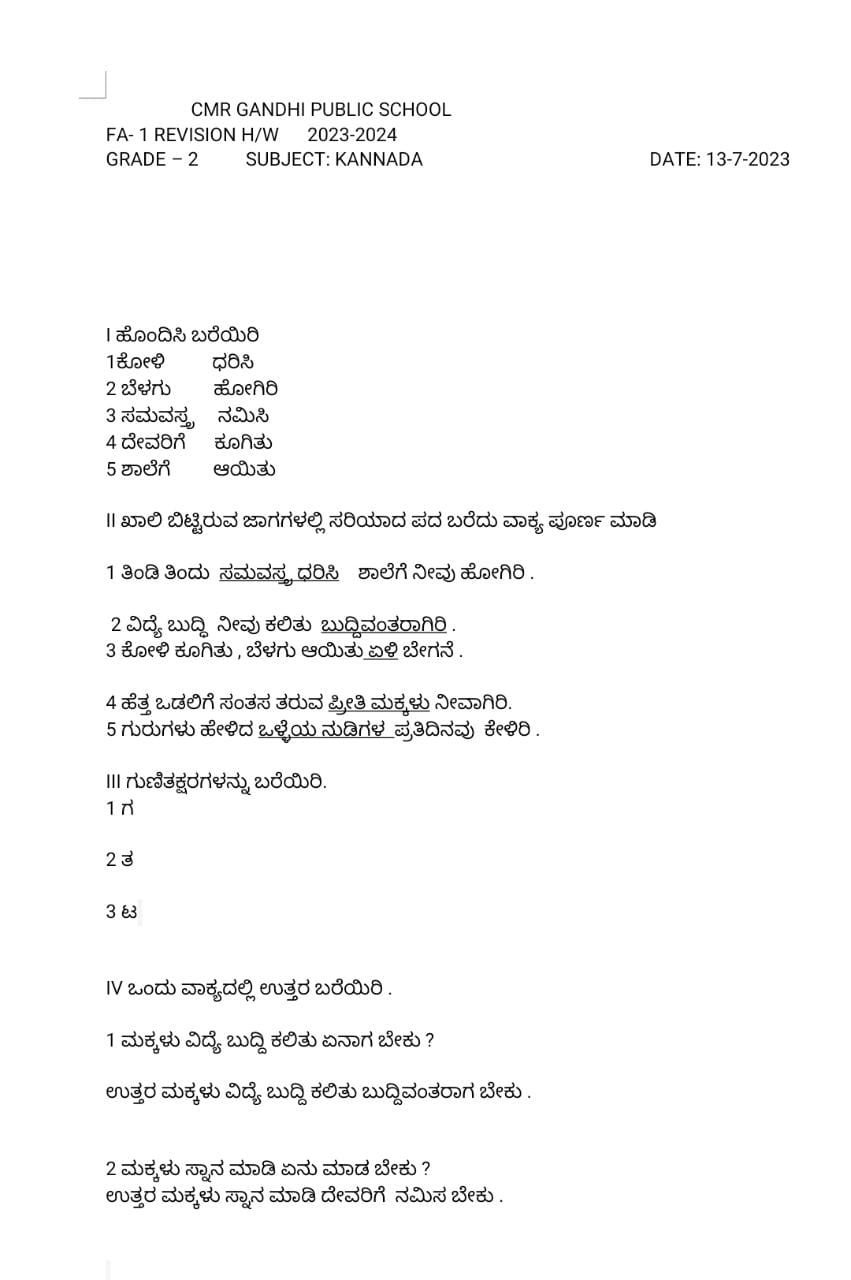 CMR GANDHI PUBLIC SCHOOL
FA- 1 REVISION H/W 2023-2024
GRADE – 2 SUBJECT: KANNADA DATE: 13-7-2023
I ಹೊಂದಿಸಿ ಬರೆಯಿರಿ
1ಕೋಳಿ ಧರಿಸಿ
2 ಬೆಳಗು ಹೋಗಿರಿ
3 ಸಮವಸ್ತ್ರ ನಮಿಸಿ
4 ದೇವರಿಗೆ ಕೂಗಿತು
5 ಶಾಲೆಗೆ ಆಯಿತು
II ಖಾಲಿ ಬಿಟ್ಟಿರುವ ಜಾಗಗಳಲ್ಲಿ ಸರಿಯಾದ ಪದ ಬರೆದು ವಾಕ್ಯ ಪೂರ್ಣ ಮಾಡಿ
1 ತಿಂಡಿ ತಿಂದು ಸಮವಸ್ತ್ರ ಧರಿಸಿ ಶಾಲೆಗೆ ನೀವು ಹೋಗಿರಿ .
2 ವಿದ್ಯೆ ಬುದ್ಧಿ ನೀವು ಕಲಿತು ಬುದ್ದಿವಂತರಾಗಿರಿ .
3 ಕೋಳಿ ಕೂಗಿತು , ಬೆಳಗು ಆಯಿತು ಏಳಿ ಬೇಗನೆ .
4 ಹೆತ್ತ ಒಡಲಿಗೆ ಸಂತಸ ತರುವ ಪ್ರೀತಿ ಮಕ್ಕಳು ನೀವಾಗಿರಿ.
5 ಗುರುಗಳು ಹೇಳಿದ ಒಳ್ಳೆಯ ನುಡಿಗಳ ಪ್ರತಿದಿನವು ಕೇಳಿರಿ .
III ಗುಣಿತಕ್ಷರಗಳನ್ನು ಬರೆಯಿರಿ.
1 ಗ
2 ತ
3 ಟ
IV ಒಂದು ವಾಕ್ಯದಲ್ಲಿ ಉತ್ತರ ಬರೆಯಿರಿ .
1 ಮಕ್ಕಳು ವಿದ್ಯೆ ಬುದ್ದಿ ಕಲಿತು ಏನಾಗ ಬೇಕು ?
ಉತ್ತರ ಮಕ್ಕಳು ವಿದ್ಯೆ ಬುದ್ದಿ ಕಲಿತು ಬುದ್ದಿವಂತರಾಗ ಬೇಕು .
2 ಮಕ್ಕಳು ಸ್ನಾನ ಮಾಡಿ ಏನು ಮಾಡ ಬೇಕು ?
ಉತ್ತರ ಮಕ್ಕಳು ಸ್ನಾನ ಮಾಡಿ ದೇವರಿಗೆ ನಮಿಸ ಬೇಕು .